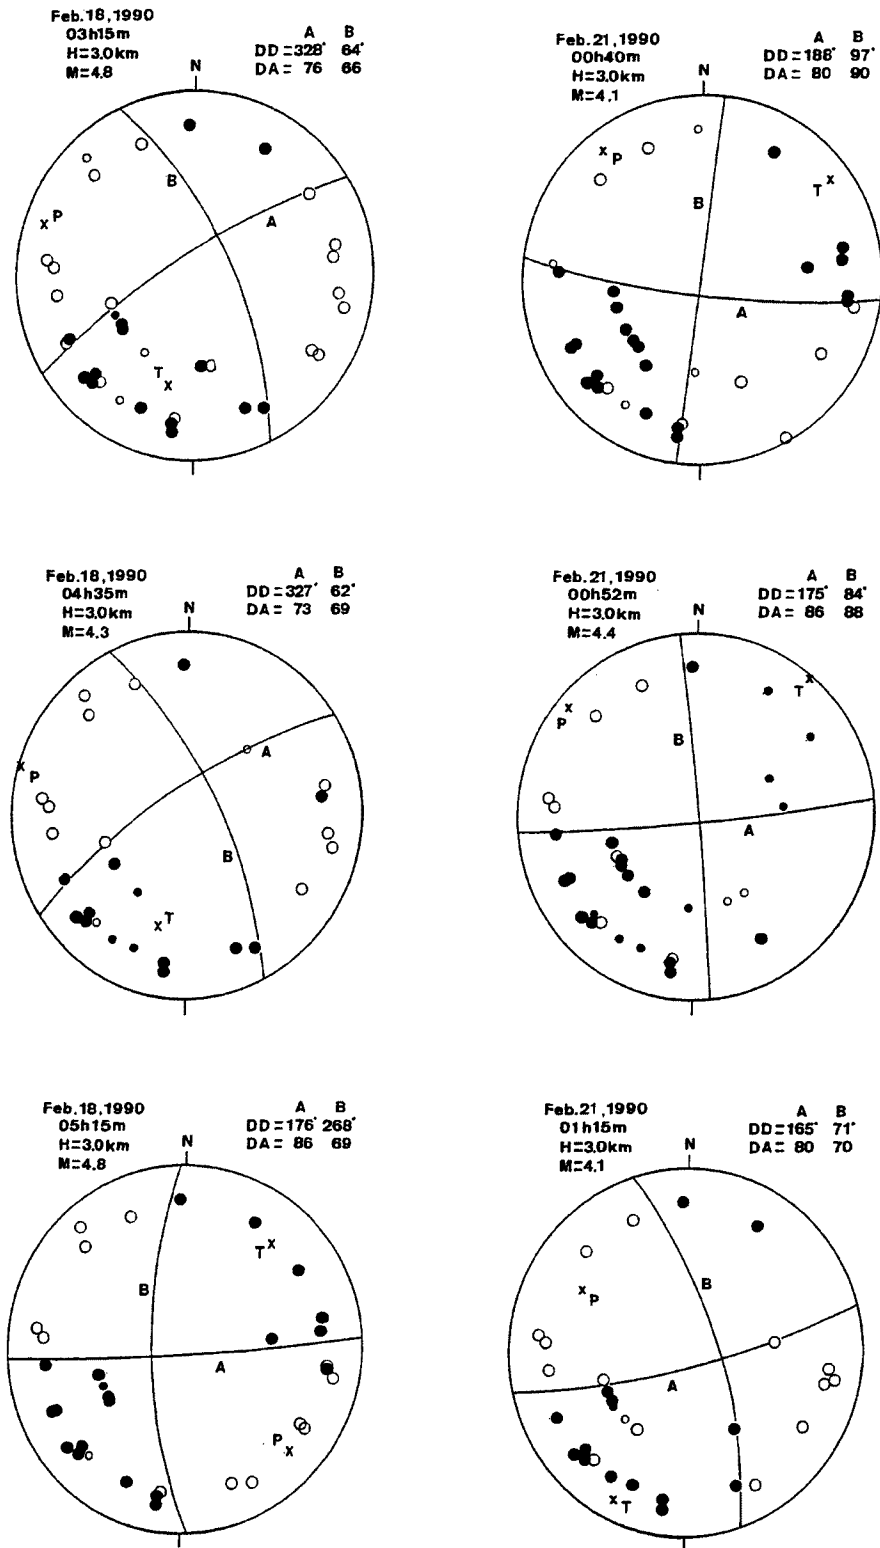 Feb.18,1990
03h15m
H=3.0km
M=4.8
A B
DD=328° 64°
DA= 76 66
N
B
A
x P
T x
Feb.21,1990
00h40m
H=3.0km
M=4.1
A B
DD=188° 97°
DA= 80 90
N
x P
T x
B
A
Feb.18,1990
04h35m
H=3.0km
M=4.3
A B
DD=327° 62°
DA= 73 69
N
A
x P
B
x T
Feb.21,1990
00h52m
H=3.0km
M=4.4
A B
DD=175° 84°
DA= 86 88
N
T x
x P
B
A
Feb.18,1990
05h15m
H=3.0km
M=4.8
A B
DD=176° 268°
DA= 86 69
N
T x
B
A
P x
Feb.21,1990
01h15m
H=3.0km
M=4.1
A B
DD=165° 71°
DA= 80 70
N
B
x P
A
x T